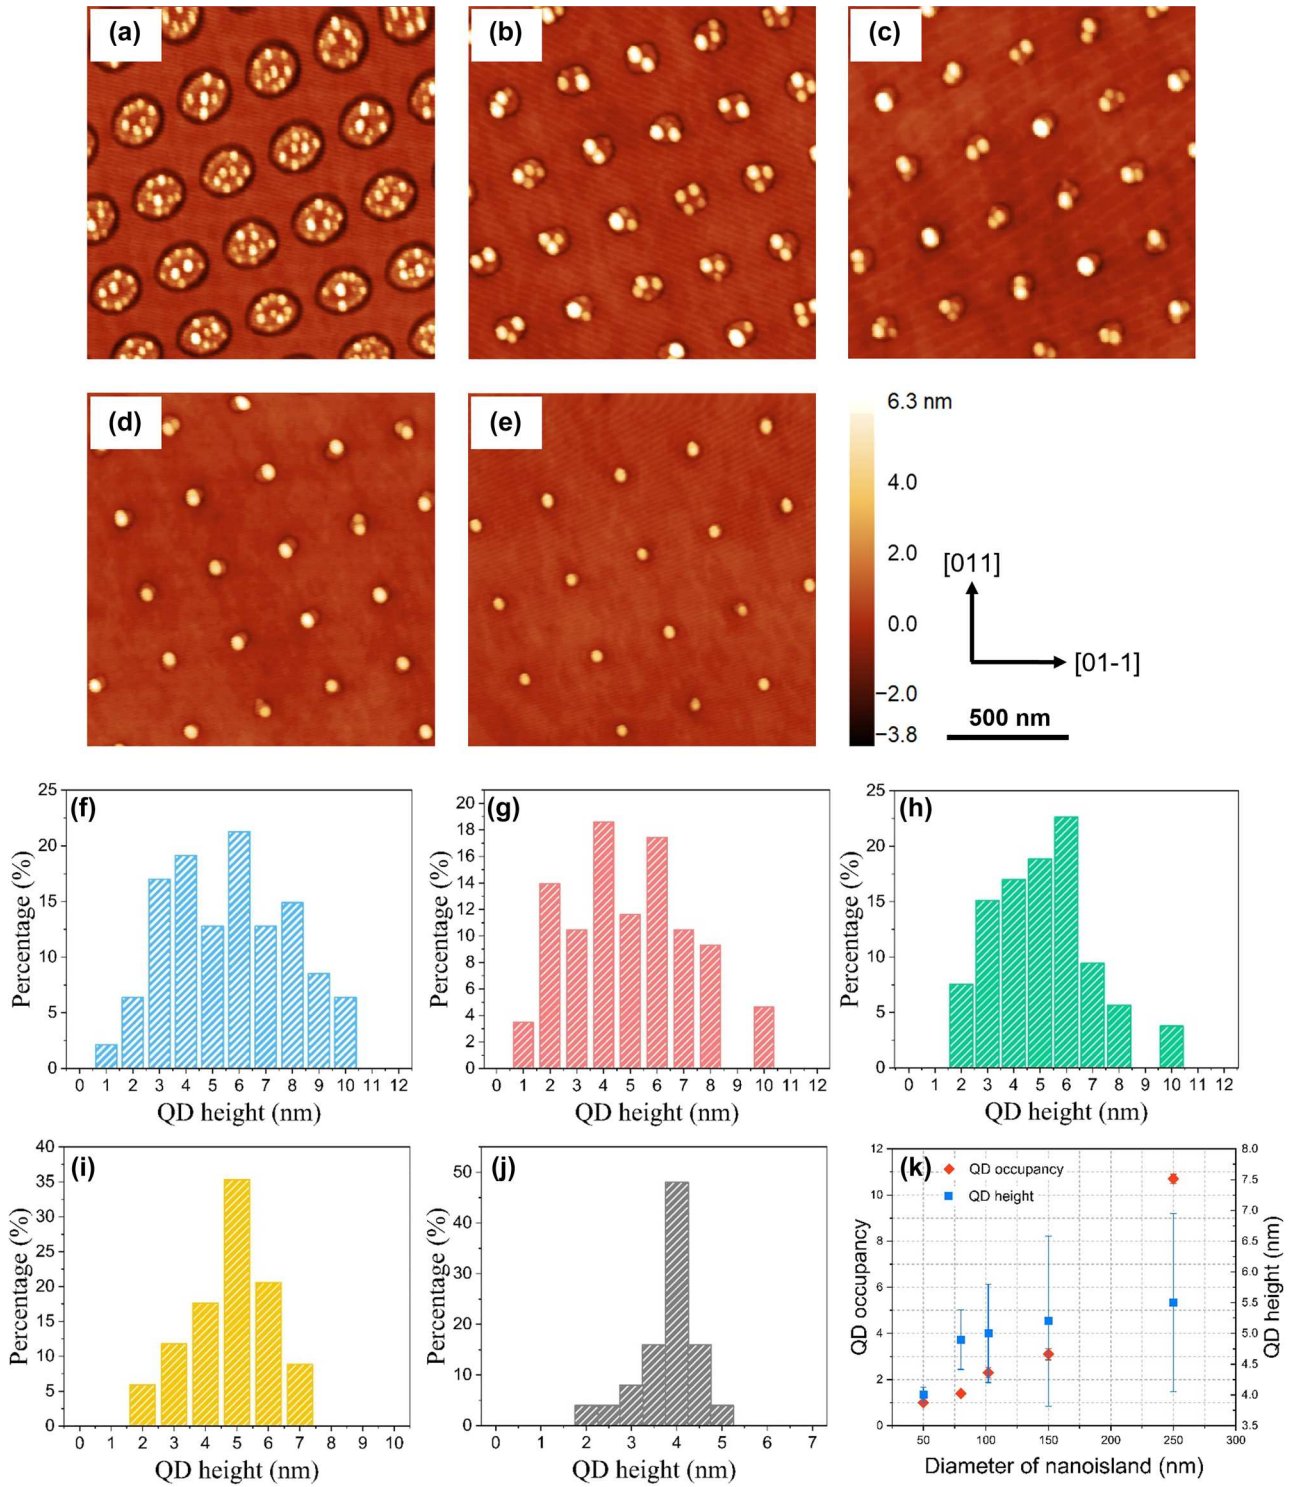 (a)
(b)
(c)
(d)
(e)
6.3 nm
4.0
2.0
0.0
−2.0
−3.8
[011]
[01-1]
500 nm
(f)
25
20
15
10
5
0
Percentage (%)
0 1 2 3 4 5 6 7 8 9 10 11 12
QD height (nm)
(g)
20
18
16
14
12
10
8
6
4
2
0
Percentage (%)
0 1 2 3 4 5 6 7 8 9 10 11 12
QD height (nm)
(h)
25
20
15
10
5
0
Percentage (%)
0 1 2 3 4 5 6 7 8 9 10 11 12
QD height (nm)
(i)
40
35
30
25
20
15
10
5
0
Percentage (%)
0 1 2 3 4 5 6 7 8 9 10
QD height (nm)
(j)
50
40
30
20
10
0
Percentage (%)
0 1 2 3 4 5 6 7
QD height (nm)
(k)
QD occupancy
QD height
12
10
8
6
4
2
0
QD occupancy
8.0
7.5
7.0
6.5
6.0
5.5
5.0
4.5
4.0
3.5
QD height (nm)
50 100 150 200 250 300
Diameter of nanoisland (nm)